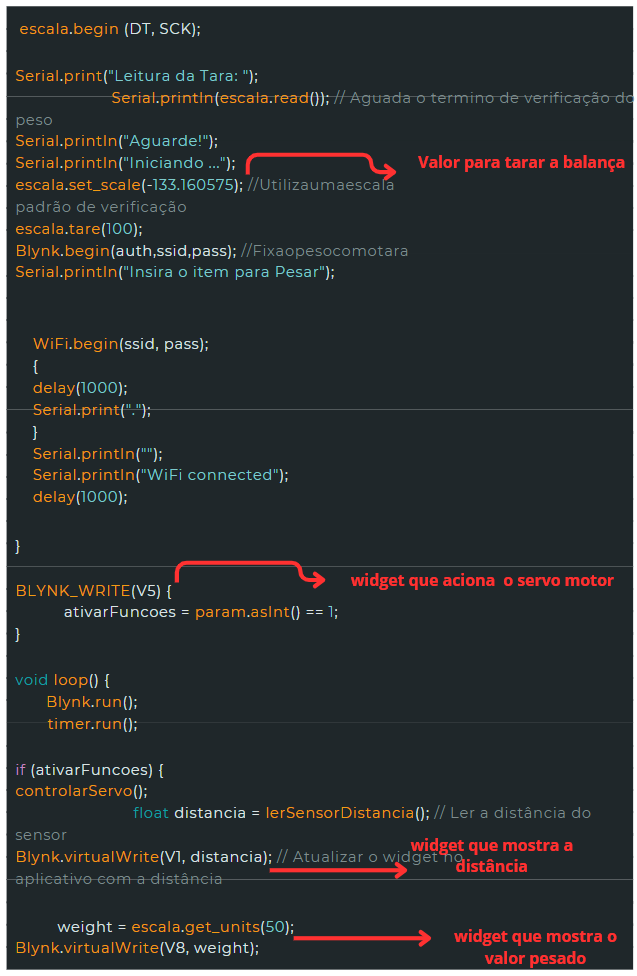 escala.begin (DT, SCK);
Serial.print("Leitura da Tara: ");
Serial.println(escala.read()); // Aguada o termino de verificação do
peso
Serial.println("Aguarde!");
Serial.println("Iniciando ...");
Valor para tarar a balança
escala.set_scale(-133.160575); //Utilizaumaescala
padrão de verificação
escala.tare(100);
Blynk.begin(auth,ssid,pass); //Fixaopesocomotara
Serial.println("Insira o item para Pesar");
WiFi.begin(ssid, pass);
{
delay(1000);
Serial.print(".");
}
Serial.println("");
Serial.println("WiFi connected");
delay(1000);
}
widget que aciona o servo motor
BLYNK_WRITE(V5) {
ativarFuncoes = param.asInt() == 1;
}
void loop() {
Blynk.run();
timer.run();
if (ativarFuncoes) {
controlarServo();
float distancia = lerSensorDistancia(); // Ler a distância do
sensor
Blynk.virtualWrite(V1, distancia); // Atualizar o widget no
aplicativo com a distância
widget que mostra a
distância
weight = escala.get_units(50);
Blynk.virtualWrite(V8, weight);
widget que mostra o
valor pesado